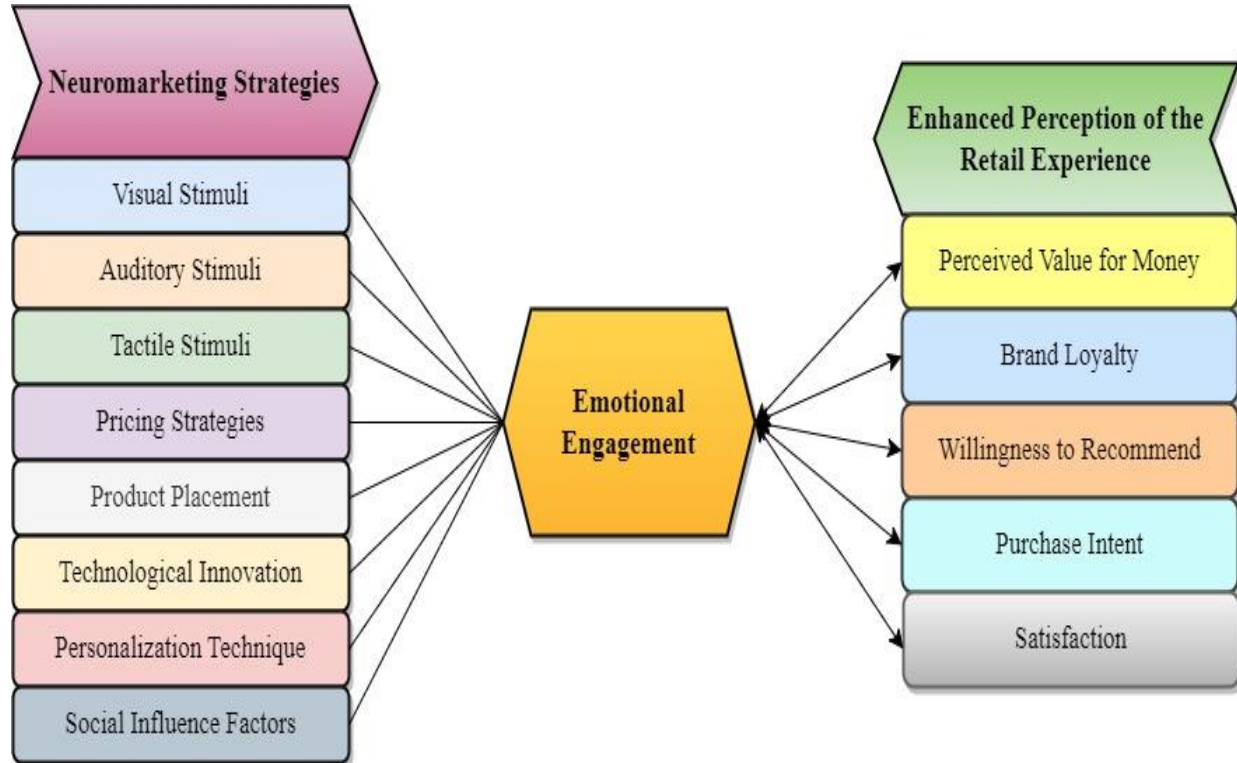 Neuromarketing Strategies
Visual Stimuli
Auditory Stimuli
Tactile Stimuli
Pricing Strategies
Product Placement
Technological Innovation
Personalization Technique
Social Influence Factors
Emotional
Engagement
Enhanced Perception of the
Retail Experience
Perceived Value for Money
Brand Loyalty
Willingness to Recommend
Purchase Intent
Satisfaction